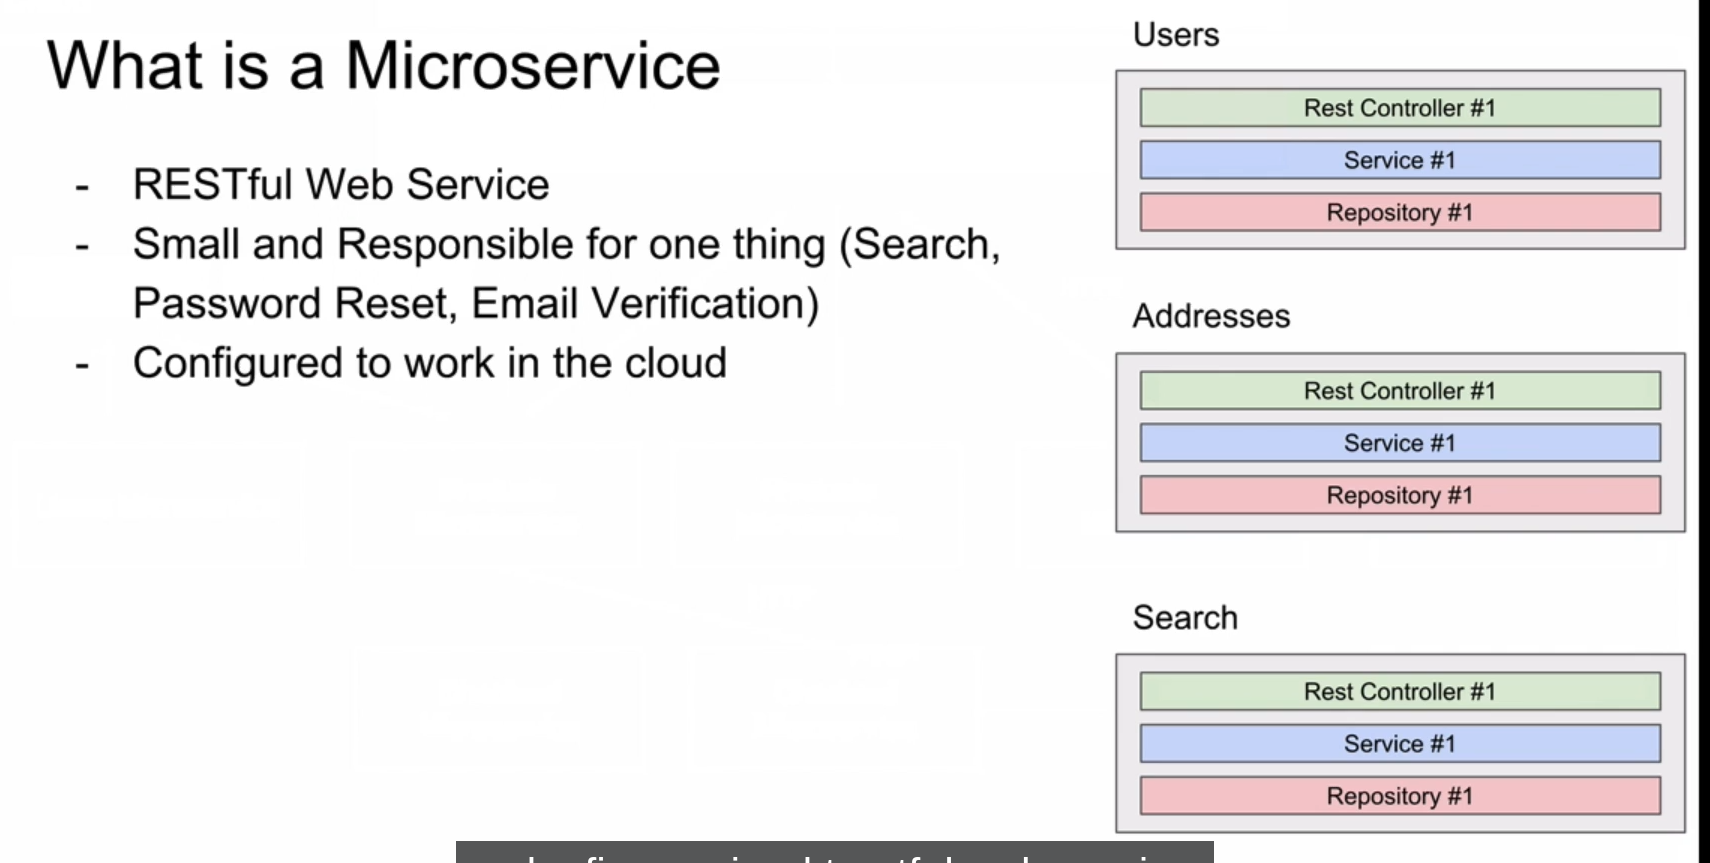 What is a Microservice
- RESTful Web Service
- Small and Responsible for one thing (Search,
Password Reset, Email Verification)
- Configured to work in the cloud
Users
Rest Controller #1
Service #1
Repository #1
Addresses
Rest Controller #1
Service #1
Repository #1
Search
Rest Controller #1
Service #1
Repository #1